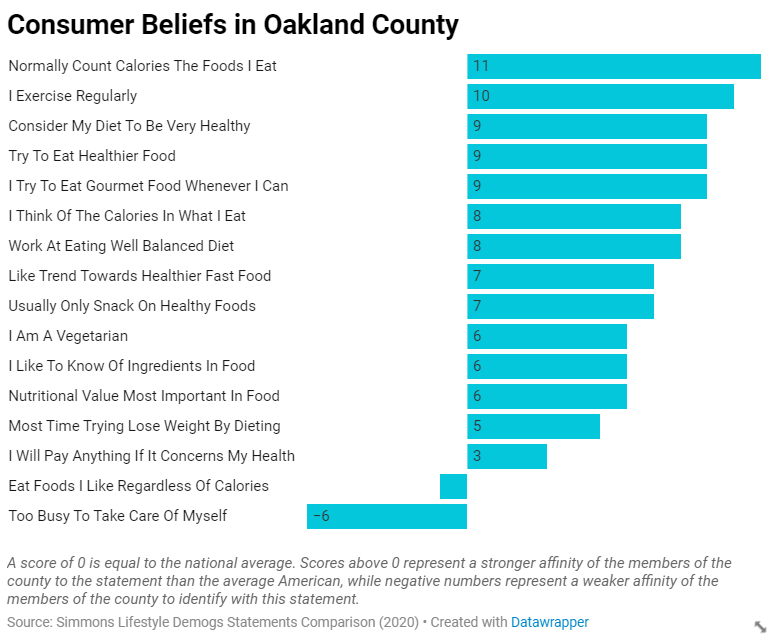 Consumer Beliefs in Oakland County
Normally Count Calories The Foods I Eat 11
I Exercise Regularly 10
Consider My Diet To Be Very Healthy 9
Try To Eat Healthier Food 9
I Try To Eat Gourmet Food Whenever I Can 9
I Think Of The Calories In What I Eat 8
Work At Eating Well Balanced Diet 8
Like Trend Towards Healthier Fast Food 7
Usually Only Snack On Healthy Foods 7
I Am A Vegetarian 6
I Like To Know Of Ingredients In Food 6
Nutritional Value Most Important In Food 6
Most Time Trying Lose Weight By Dieting 5
I Will Pay Anything If It Concerns My Health 3
Eat Foods I Like Regardless Of Calories
Too Busy To Take Care Of Myself −6
A score of 0 is equal to the national average. Scores above 0 represent a stronger affinity of the members of the
county to the statement than the average American, while negative numbers represent a weaker affinity of the
members of the county to identify with this statement.
Source: Simmons Lifestyle Demogs Statements Comparison (2020) • Created with Datawrapper